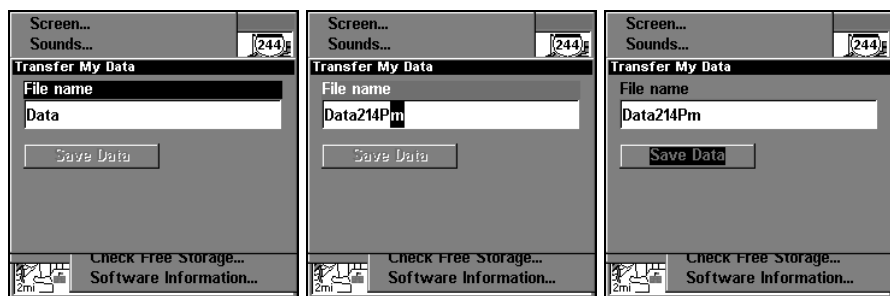 Screen...
Sounds...
244
Transfer My Data
File name
Data
Save Data
Check Free Storage...
Software Information...
2mi
Screen...
Sounds...
244
Transfer My Data
File name
Data214Pm
Save Data
Check Free Storage...
Software Information...
2mi
Screen...
Sounds...
244
Transfer My Data
File name
Data214Pm
Save Data
Check Free Storage...
Software Information...
2mi